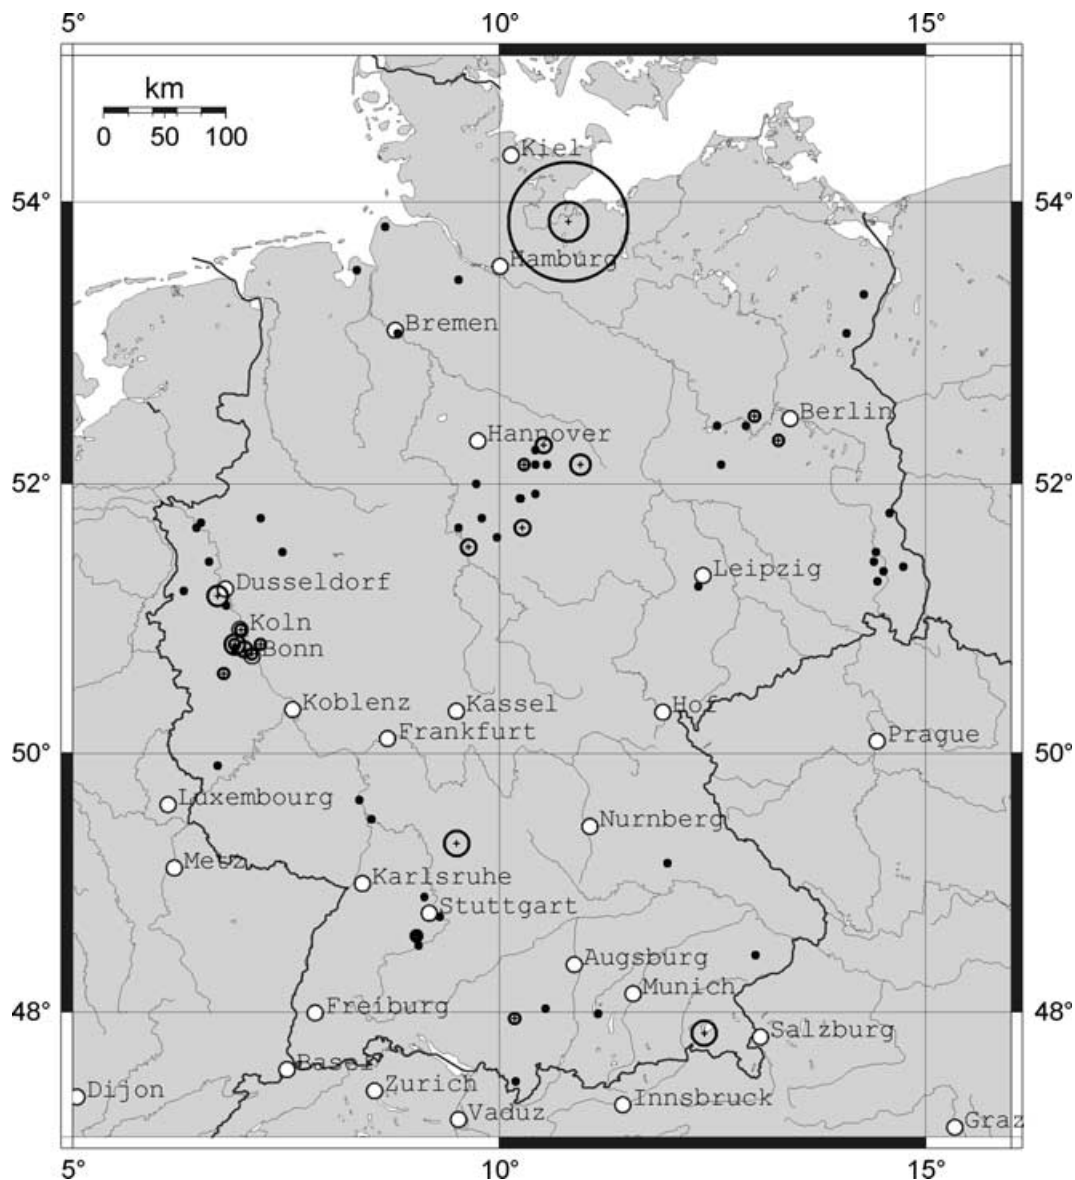 5° 10° 15°
km
0 50 100
Kiel
54° 54°
Hamburg
Bremen
Berlin
Hannover
52° 52°
Leipzig
Dusseldorf
Koln
Bonn
Koblenz Kassel Hof
Frankfurt Prague
50° 50°
Luxembourg
Nurnberg
Metz
Karlsruhe
Stuttgart
Augsburg
Munich
48° Freiburg 48°
Salzburg
Basel
Dijon Zurich Innsbruck
Vaduz Graz
5° 10° 15°